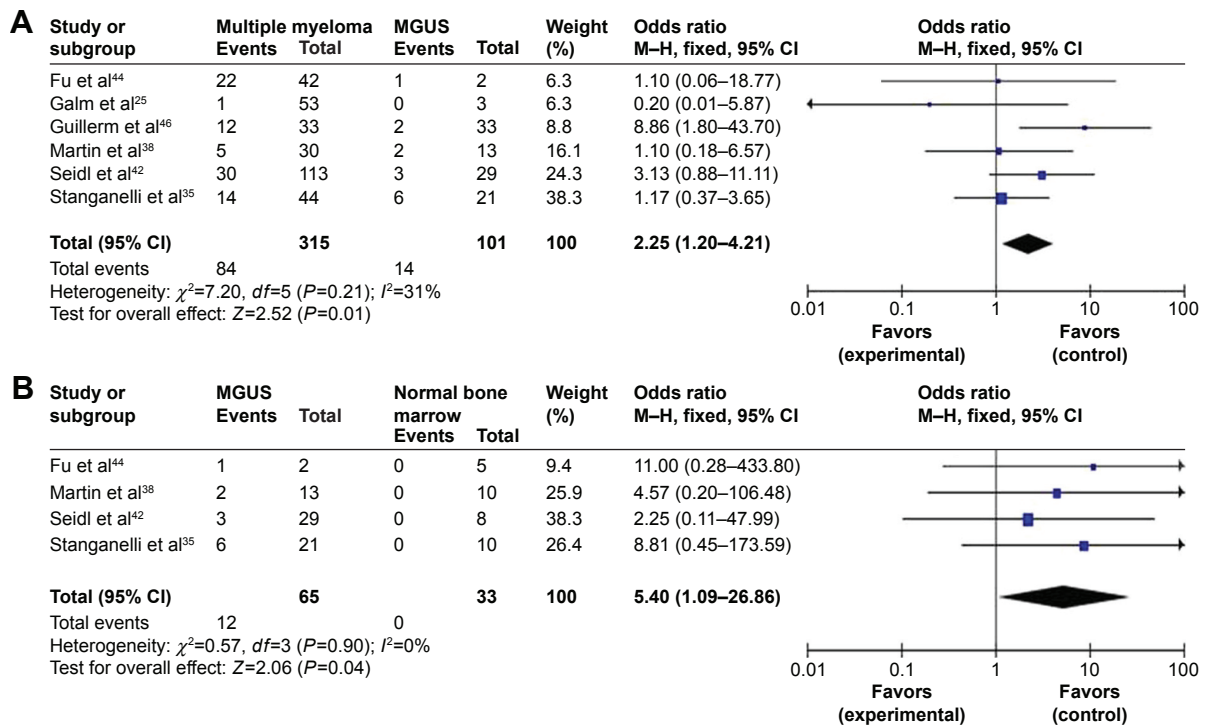 A
Study or Multiple myeloma MGUS Weight Odds ratio Odds ratio
subgroup Events Total Events Total (%) M–H, fixed, 95% CI M–H, fixed, 95% CI
Fu et al44 22 42 1 2 6.3 1.10 (0.06–18.77)
Galm et al25 1 53 0 3 6.3 0.20 (0.01–5.87)
Guillerm et al46 12 33 2 33 8.8 8.86 (1.80–43.70)
Martin et al38 5 30 2 13 16.1 1.10 (0.18–6.57)
Seidl et al42 30 113 3 29 24.3 3.13 (0.88–11.11)
Stanganelli et al35 14 44 6 21 38.3 1.17 (0.37–3.65)
Total (95% CI) 315 101 100 2.25 (1.20–4.21)
Total events 84 14
Heterogeneity: χ2=7.20, df=5 (P=0.21); I2=31%
Test for overall effect: Z=2.52 (P=0.01)
0.01 0.1 1 10 100
Favors Favors
(experimental) (control)
B
Study or MGUS Normal bone Weight Odds ratio Odds ratio
subgroup Events Total marrow (%) M–H, fixed, 95% CI M–H, fixed, 95% CI
Events Total
Fu et al44 1 2 0 5 9.4 11.00 (0.28–433.80)
Martin et al38 2 13 0 10 25.9 4.57 (0.20–106.48)
Seidl et al42 3 29 0 8 38.3 2.25 (0.11–47.99)
Stanganelli et al35 6 21 0 10 26.4 8.81 (0.45–173.59)
Total (95% CI) 65 33 100 5.40 (1.09–26.86)
Total events 12 0
Heterogeneity: χ2=0.57, df=3 (P=0.90); I2=0%
Test for overall effect: Z=2.06 (P=0.04)
0.01 0.1 1 10 100
Favors Favors
(experimental) (control)